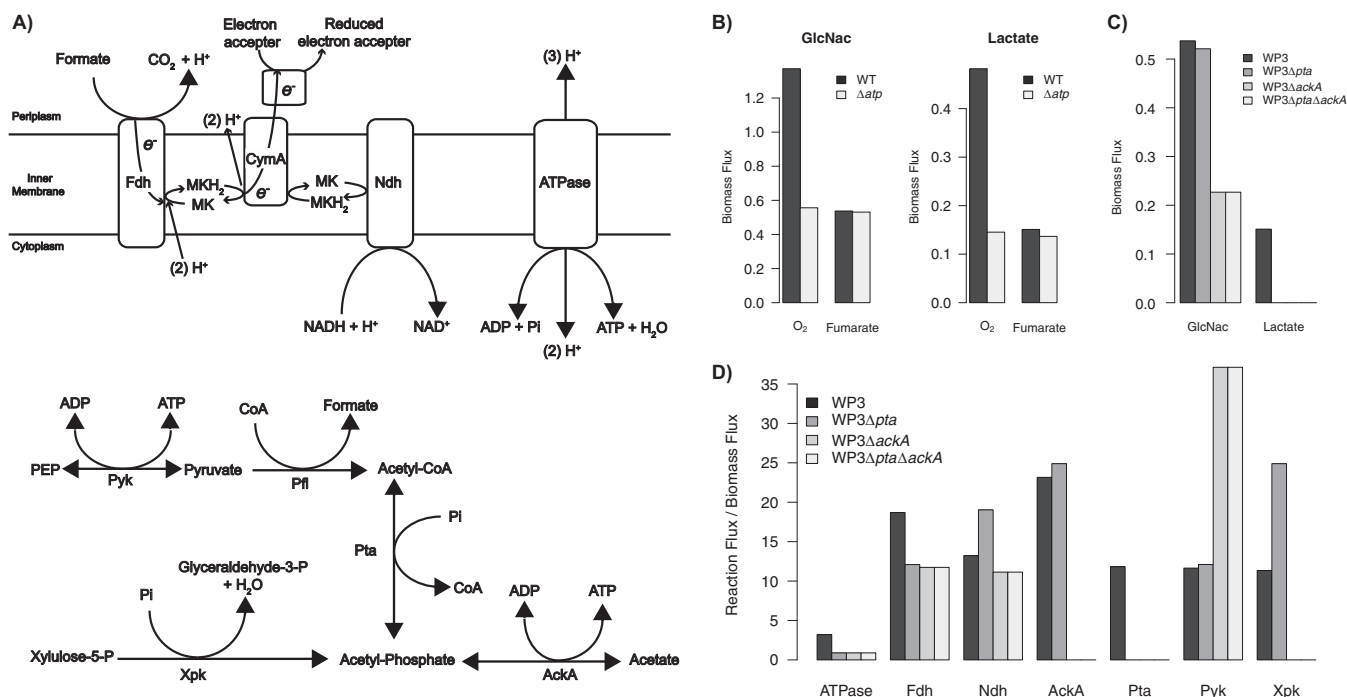 A)
Electron accepter
Reduced electron accepter
Formate
CO₂ + H⁺
e⁻
(3) H⁺
Periplasm
(2) H⁺
e⁻
CymA
Inner Membrane
Fdh
MKH₂
MK
e⁻
MK
MKH₂
Ndh
ATPase
Cytoplasm
(2) H⁺
NADH + H⁺
NAD⁺
ADP + Pi
ATP + H₂O
(2) H⁺
ADP
ATP
CoA
Formate
PEP
Pyk
Pyruvate
Pfl
Acetyl-CoA
Pi
Pta
CoA
Glyceraldehyde-3-P + H₂O
Pi
ADP
ATP
Xylulose-5-P
Xpk
Acetyl-Phosphate
AckA
Acetate
B)
GlcNac
WT
Δatp
Biomass Flux
1.2
1.0
0.8
0.6
0.4
0.2
0.0
O₂
Fumarate
Lactate
WT
Δatp
Biomass Flux
0.4
0.3
0.2
0.1
0.0
O₂
Fumarate
C)
WP3
WP3Δpta
WP3ΔackA
WP3ΔptaΔackA
Biomass Flux
0.5
0.4
0.3
0.2
0.1
0.0
GlcNac
Lactate
D)
WP3
WP3Δpta
WP3ΔackA
WP3ΔptaΔackA
Reaction Flux / Biomass Flux
35
30
25
20
15
10
5
0
ATPase
Fdh
Ndh
AckA
Pta
Pyk
Xpk